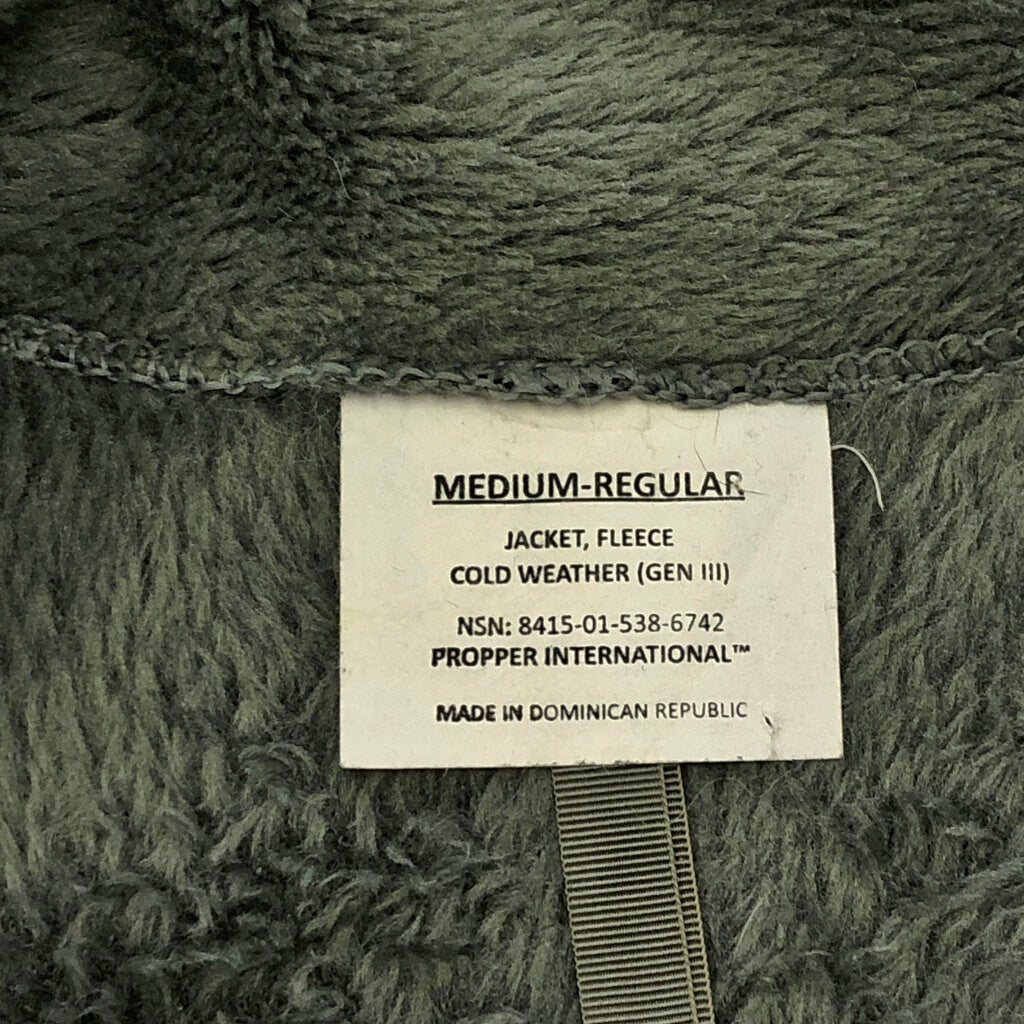 MEDIUM-REGULAR
JACKET, FLEECE
COLD WEATHER (GEN III)
NSN: 8415-01-538-6742
PROPPER INTERNATIONAL™
MADE IN DOMINICAN REPUBLIC